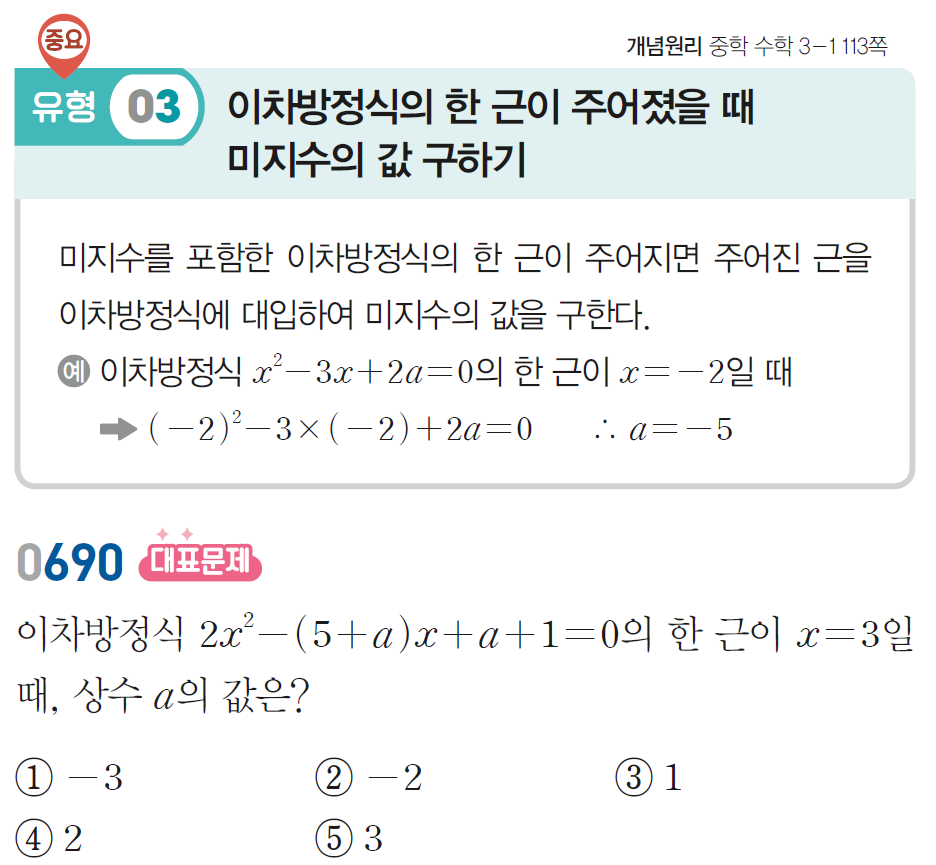 중요
개념원리 중학 수학 3-1 113쪽
유형 03 이차방정식의 한 근이 주어졌을 때
미지수의 값 구하기
미지수를 포함한 이차방정식의 한 근이 주어지면 주어진 근을
이차방정식에 대입하여 미지수의 값을 구한다.
예 이차방정식 x²-3x+2a=0의 한 근이 x=-2일 때
➡ (-2)²-3×(-2)+2a=0 ∴ a=-5
0690 대표문제
이차방정식 2x²-(5+a)x+a+1=0의 한 근이 x=3일
때, 상수 a의 값은?
① -3 ② -2 ③ 1
④ 2 ⑤ 3